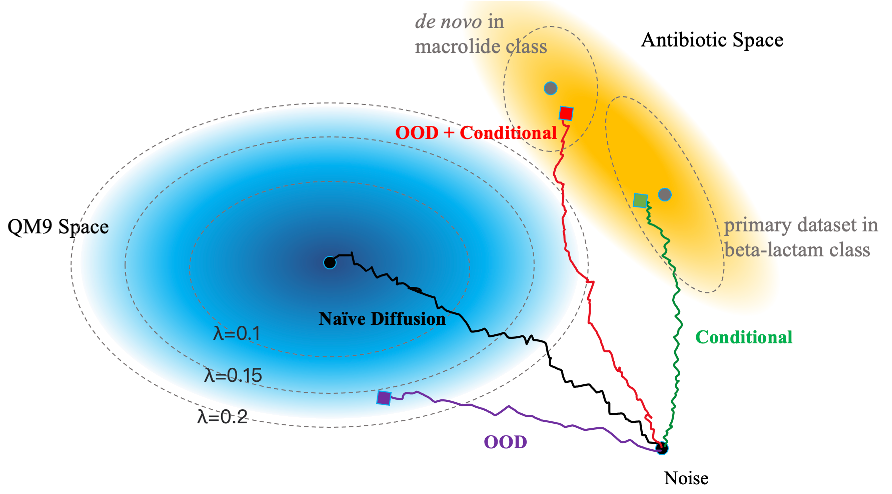 de novo in
macrolide class
Antibiotic Space
OOD + Conditional
QM9 Space
primary dataset in
beta-lactam class
Naïve Diffusion
λ=0.1
Conditional
λ=0.15
λ=0.2
OOD
Noise